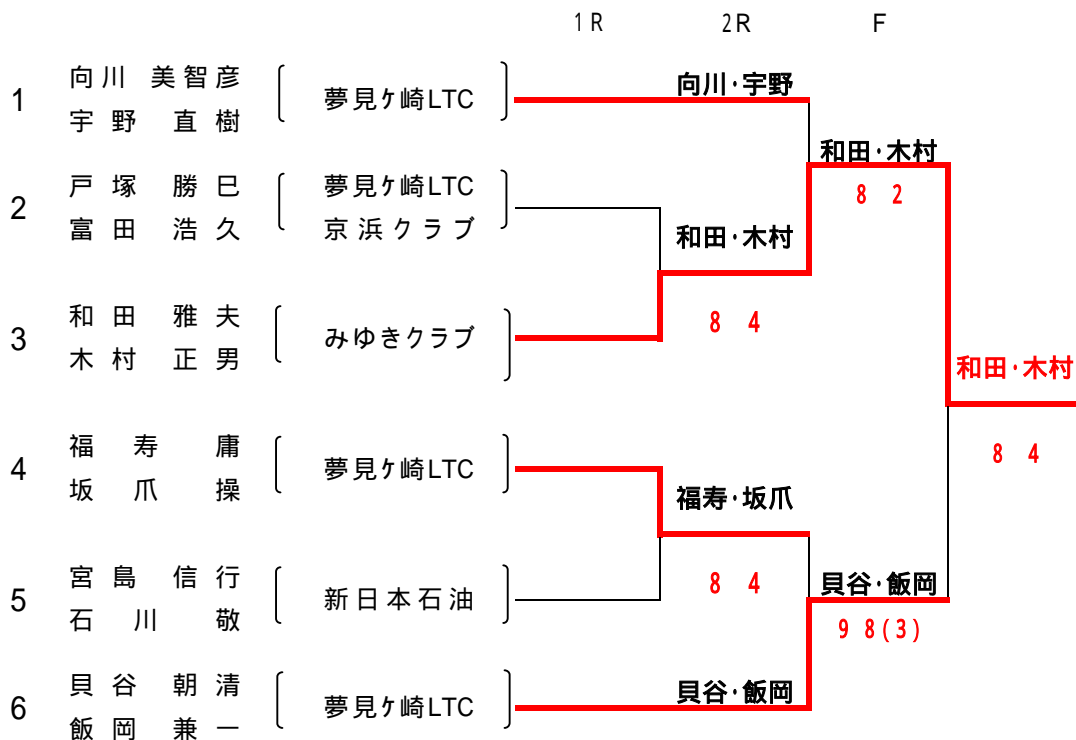 1R 2R F
向川 美智彦
1 夢見ケ崎LTC 向川・宇野
宇野 直樹
和田・木村
8 2
戸塚 勝巳 夢見ケ崎LTC
2
富田 浩久 京浜クラブ
和田・木村
8 4
和田 雅夫
3 みゆきクラブ
木村 正男
和田・木村
8 4
福寿 庸
4 夢見ケ崎LTC
坂爪 操
福寿・坂爪
8 4
宮島 信行
5 新日本石油
石川 敬
貝谷・飯岡
9 8(3)
貝谷 朝清
6 夢見ケ崎LTC 貝谷・飯岡
飯岡 兼一